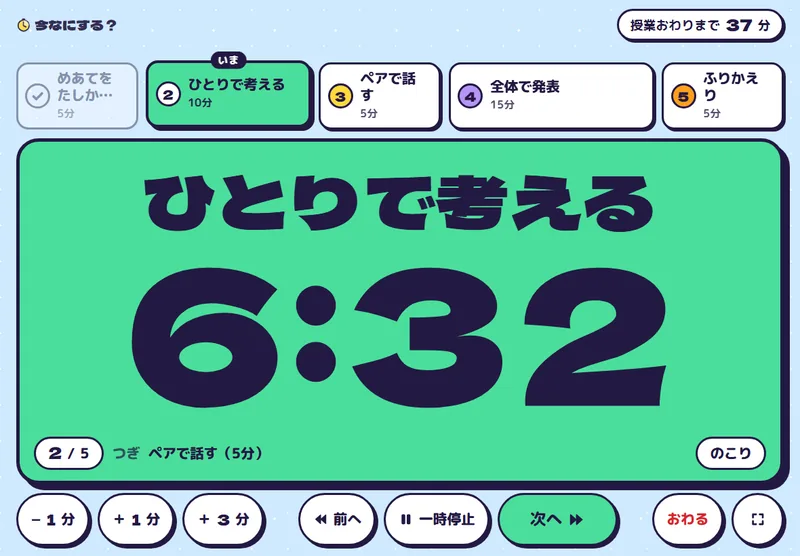 今なにする？
授業おわりまで 37 分
いま
めあてを
たしか…
5分
2
ひとりで考える
10分
3
ペアで話
す
5分
4
全体で発表
15分
5
ふりかえ
り
5分
ひとりで考える
6:32
2 / 5
つぎ ペアで話す（5分）
のこり
− 1 分
+ 1 分
+ 3 分
前へ
一時停止
次へ
おわる